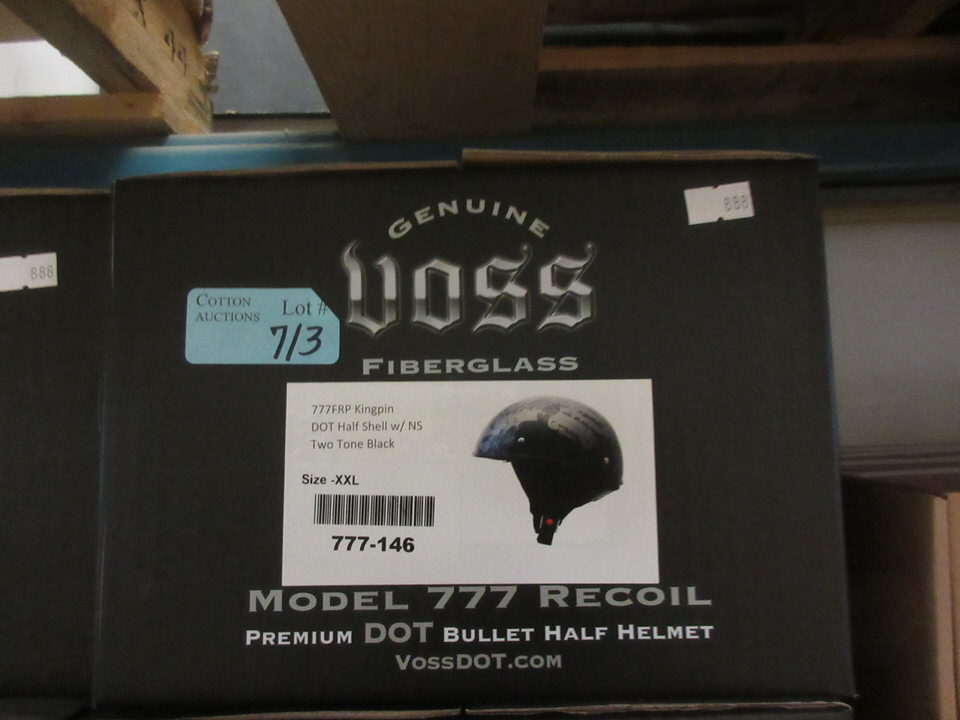 GENUINE
VOSS
FIBERGLASS
888
888
COTTON
AUCTIONS
Lot #
7/3
777FRP Kingpin
DOT Half Shell w/ NS
Two Tone Black
Size -XXL
777-146
MODEL 777 RECOIL
PREMIUM DOT BULLET HALF HELMET
VOSSDOT.COM